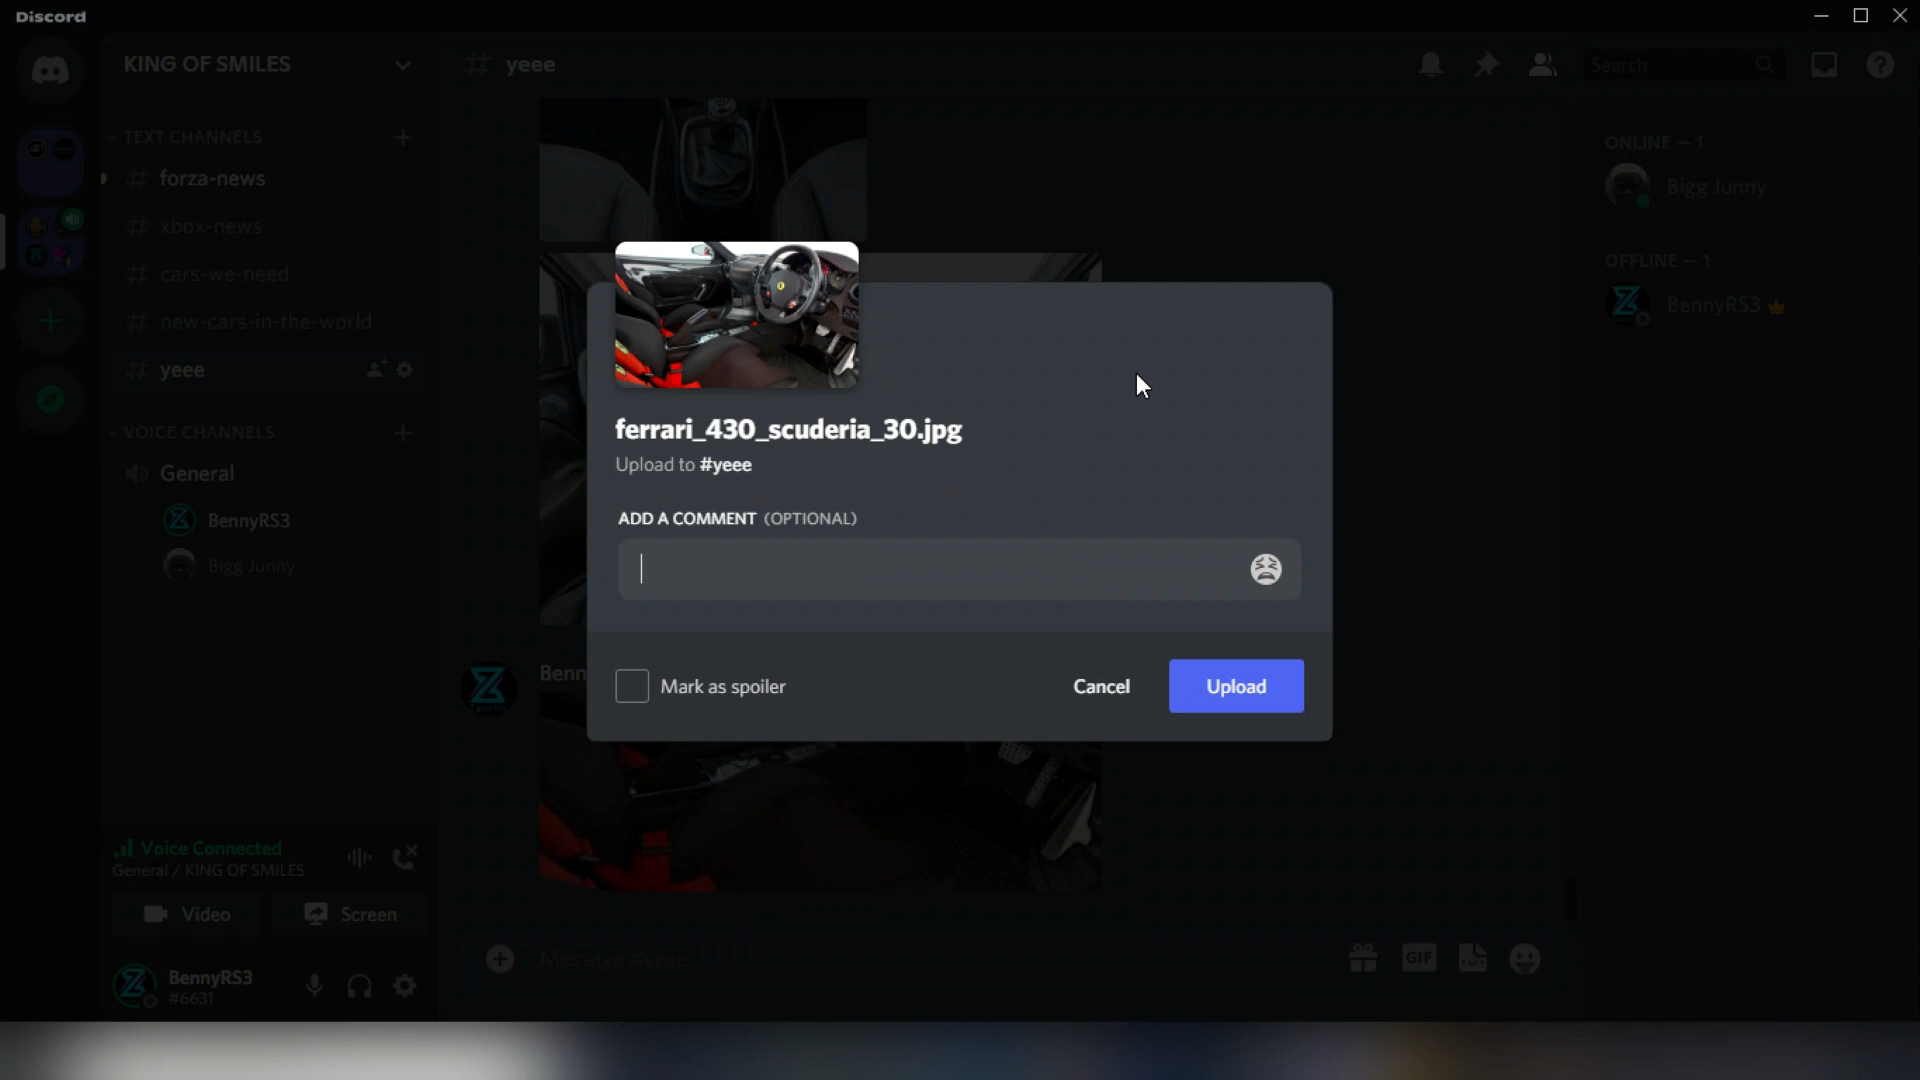 Discord
KING OF SMILES
# yeee
Search
TEXT CHANNELS
# forza-news
# xbox-news
# cars-we-need
# new-cars-in-the-world
# yeee
VOICE CHANNELS
General
BennyRS3
Bigg Junny
Voice Connected
General / KING OF SMILES
Video
Screen
BennyRS3
#6631
Benn
ferrari_430_scuderia_30.jpg
Upload to #yeee
ADD A COMMENT (OPTIONAL)
Mark as spoiler
Cancel
Upload
Message #yeee
GIF
ONLINE — 1
Bigg Junny
OFFLINE — 1
BennyRS3